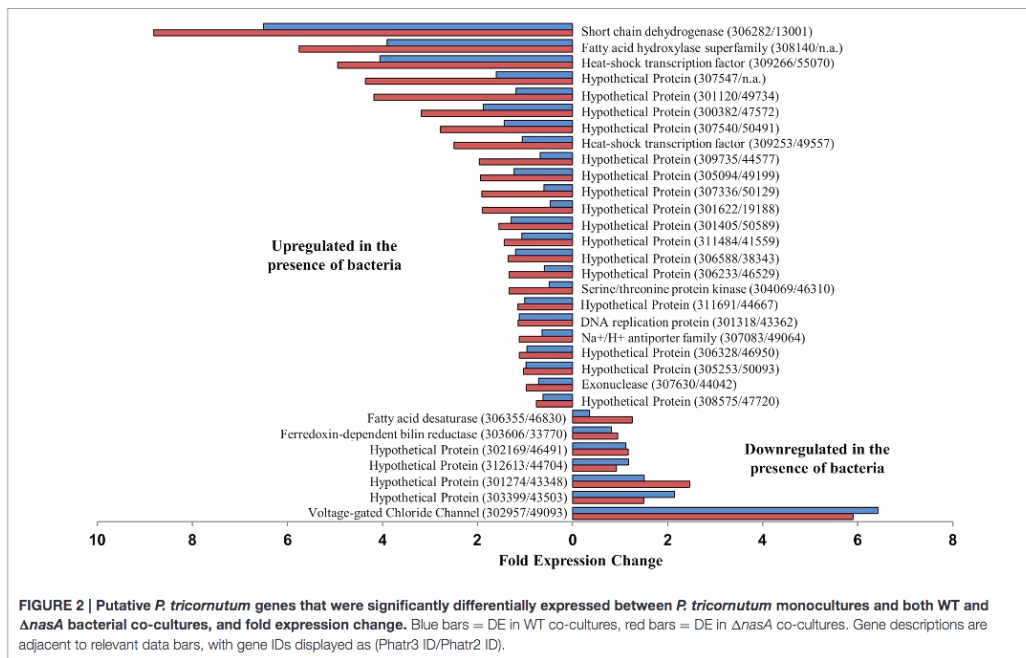 Short chain dehydrogenase (306282/13001)
Fatty acid hydroxylase superfamily (308140/n.a.)
Heat-shock transcription factor (309266/55070)
Hypothetical Protein (307547/n.a.)
Hypothetical Protein (301120/49734)
Hypothetical Protein (300382/47572)
Hypothetical Protein (307540/50491)
Heat-shock transcription factor (309253/49557)
Hypothetical Protein (309735/44577)
Hypothetical Protein (305094/49199)
Hypothetical Protein (307336/50129)
Hypothetical Protein (301622/19188)
Hypothetical Protein (301405/50589)
Hypothetical Protein (311484/41559)
Hypothetical Protein (306588/38343)
Hypothetical Protein (306233/46529)
Serine/threonine protein kinase (304069/46310)
Hypothetical Protein (311691/44667)
DNA replication protein (301318/43362)
Na+/H+ antiporter family (307083/49064)
Hypothetical Protein (306328/46950)
Hypothetical Protein (305253/50093)
Exonuclease (307630/44042)
Hypothetical Protein (308575/47720)
Upregulated in the
presence of bacteria
Fatty acid desaturase (306355/46830)
Ferredoxin-dependent bilin reductase (303606/33770)
Hypothetical Protein (302169/46491)
Hypothetical Protein (312613/44704)
Hypothetical Protein (301274/43348)
Hypothetical Protein (303399/43503)
Voltage-gated Chloride Channel (302957/49093)
Downregulated in the
presence of bacteria
10 8 6 4 2 0 2 4 6 8
Fold Expression Change
FIGURE 2 | Putative P. tricornutum genes that were significantly differentially expressed between P. tricornutum monocultures and both WT and
ΔnasA bacterial co-cultures, and fold expression change. Blue bars = DE in WT co-cultures, red bars = DE in ΔnasA co-cultures. Gene descriptions are
adjacent to relevant data bars, with gene IDs displayed as (Phatr3 ID/Phatr2 ID).